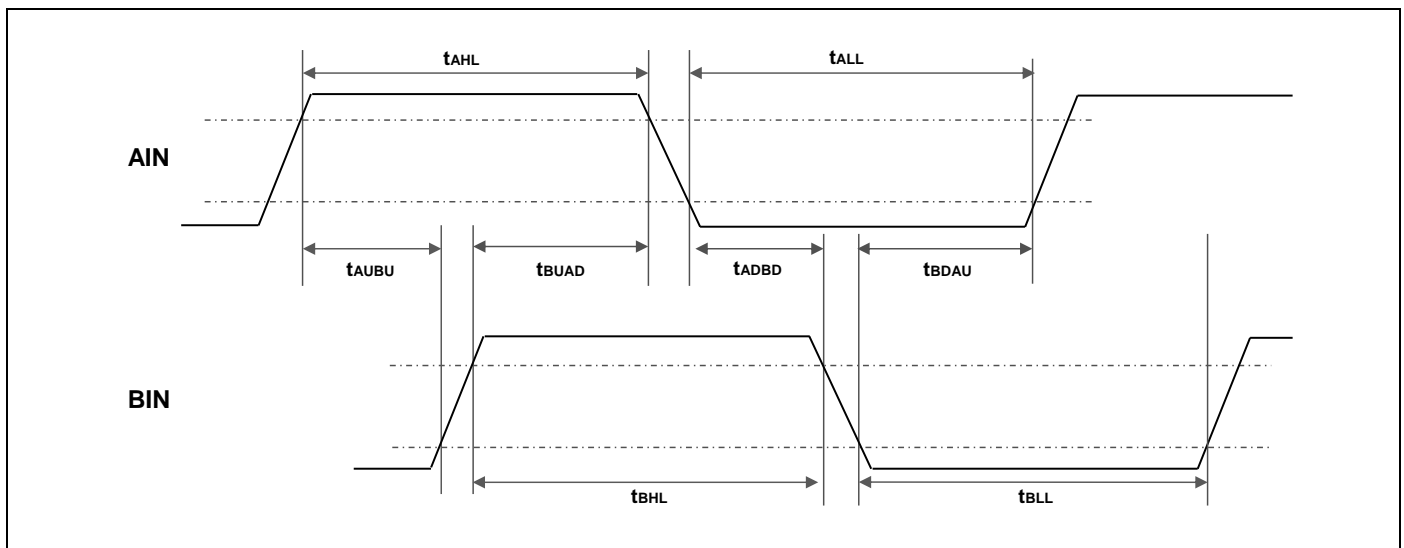 tAHL
tALL
AIN
tAUBU
tBUAD
tADBD
tBDAU
BIN
tBHL
tBLL